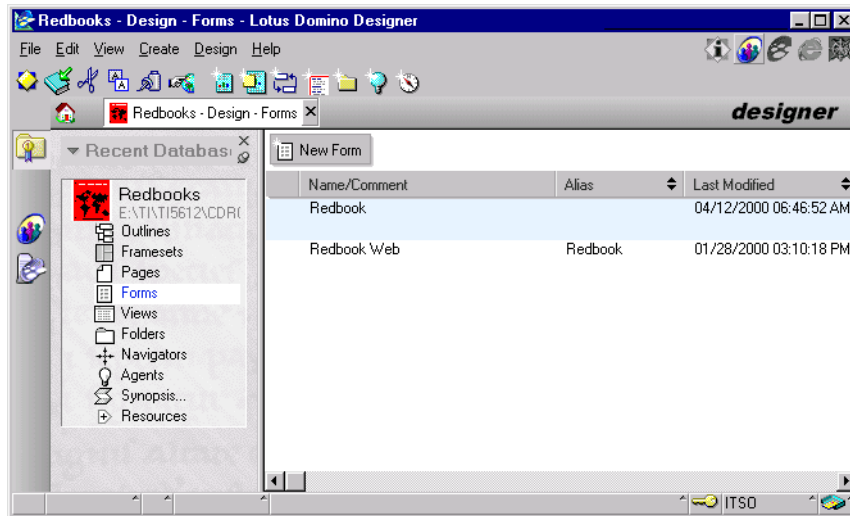 Redbooks - Design - Forms - Lotus Domino Designer
File Edit View Create Design Help
Redbooks - Design - Forms
designer
Recent Databas
New Form
Name/Comment Alias Last Modified
Redbook 04/12/2000 06:46:52 AM
Redbook Web Redbook 01/28/2000 03:10:18 PM
Redbooks
E:\TI\TI5612\CDR(
Outlines
Framesets
Pages
Forms
Views
Folders
Navigators
Agents
Synopsis...
Resources
ITSO